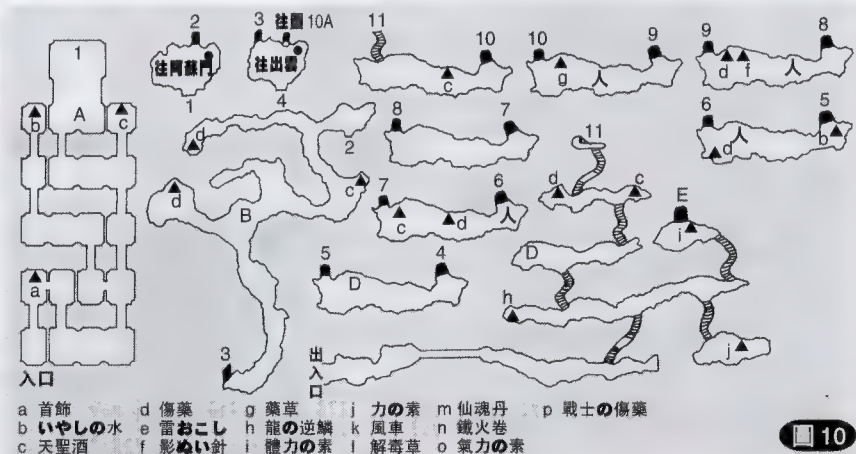 11
2
3 往圖 10A
往阿蘇門
往出雲
10
10
9
9
8
1
A
b
c
c
g
人
d
f
人
1
4
d
8
7
6
5
人
d
b
2
11
d
B
c
7
6
c
d
人
d
c
E
i
D
5
4
D
h
a
3
出入口
j
入口
a 首飾 d 傷藥 g 藥草 j 力の素 m 仙魂丹 p 戰士の傷藥
b いやしの水 e 雷おこし h 龍の逆鱗 k 風車 n 鐵火卷
c 天聖酒 f 影ぬい針 i 體力の素 l 解毒草 o 氣力の素
圖 10